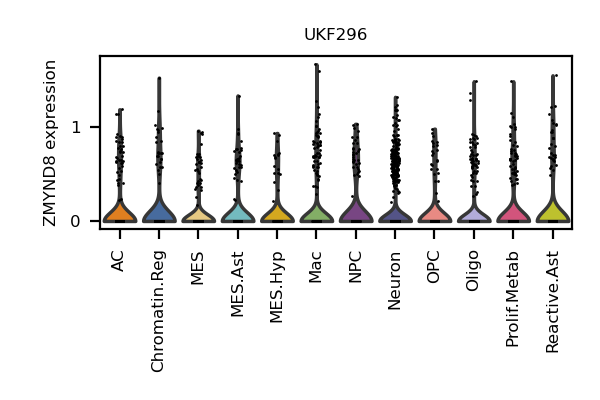 UKF296
ZMYND8 expression
1
0
AC
Chromatin.Reg
MES
MES.Ast
MES.Hyp
Mac
NPC
Neuron
OPC
Oligo
Prolif.Metab
Reactive.Ast